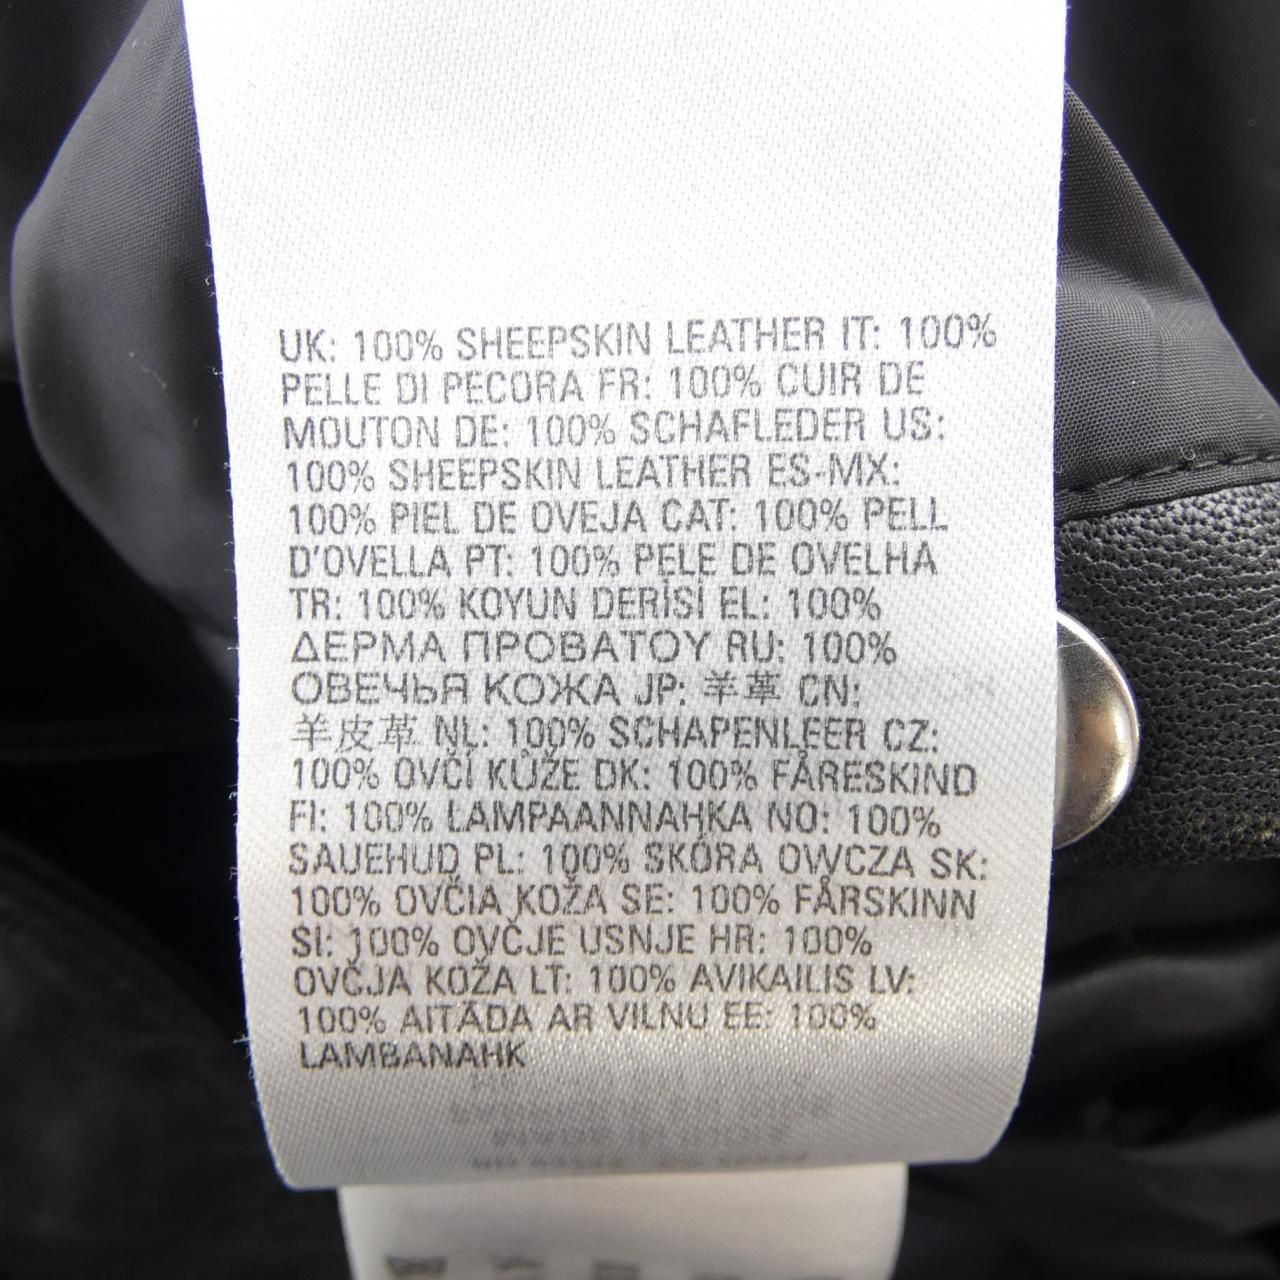 UK: 100% SHEEPSKIN LEATHER IT: 100%
PELLE DI PECORA FR: 100% CUIR DE
MOUTON DE: 100% SCHAFLEDER US:
100% SHEEPSKIN LEATHER ES-MX:
100% PIEL DE OVEJA CAT: 100% PELL
D'OVELLA PT: 100% PELE DE OVELHA
TR: 100% KOYUN DERİSİ EL: 100%
ΔΕΡΜΑ ΠΡΟΒΑΤΟΥ RU: 100%
ОВЕЧЬЯ КОЖА JP: 羊革 CN:
羊皮革 NL: 100% SCHAPENLEER CZ:
100% OVČÍ KŮŽE DK: 100% FÅRESKIND
FI: 100% LAMPAANNAHKA NO: 100%
SAUEHUD PL: 100% SKÓRA OWCZA SK:
100% OVČIA KOŽA SE: 100% FÅRSKINN
SI: 100% OVČJE USNJE HR: 100%
OVČJA KOŽA LT: 100% AVIKAILIS LV:
100% AITĀDA AR VILNU EE: 100%
LAMBANAHK